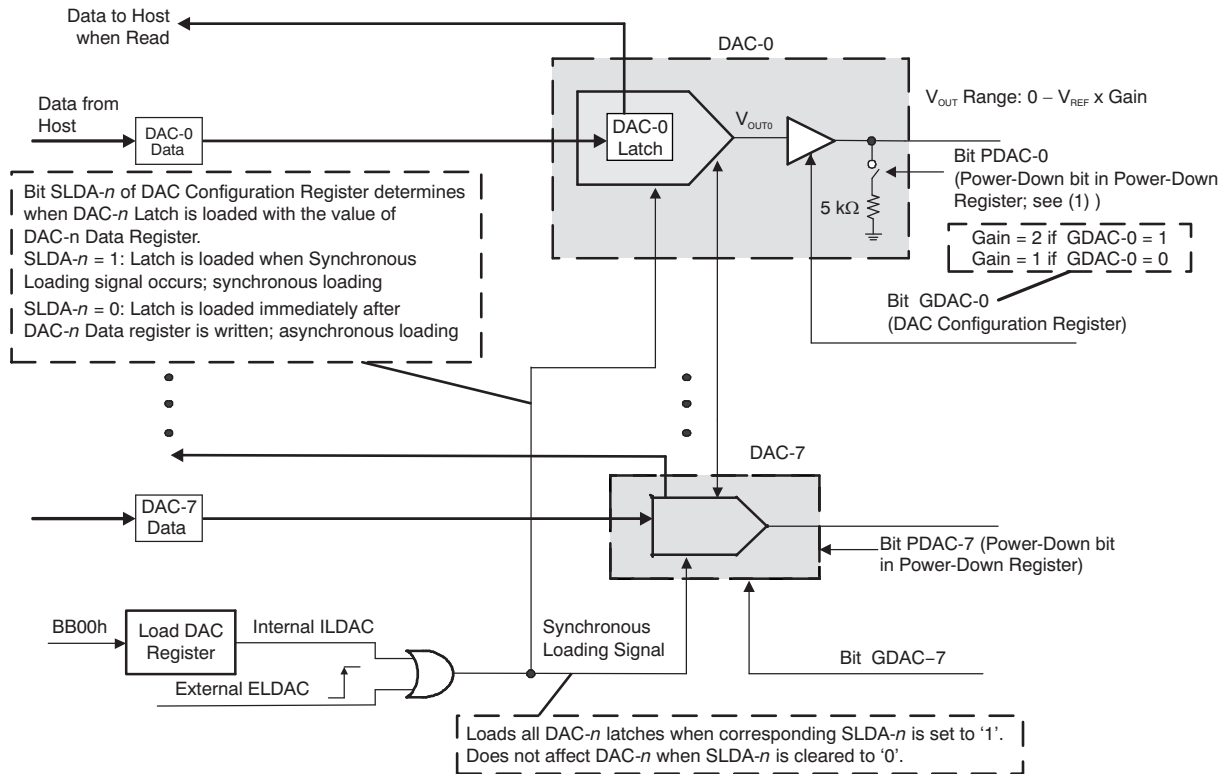 Data to Host
when Read
DAC-0
Data from
Host
DAC-0
Data
DAC-0
Latch
VOUT0
VOUT Range: 0 – VREF x Gain
Bit PDAC-0
(Power-Down bit in Power-Down
Register; see (1) )
5 kΩ
Gain = 2 if GDAC-0 = 1
Gain = 1 if GDAC-0 = 0
Bit GDAC-0
(DAC Configuration Register)
Bit SLDA-n of DAC Configuration Register determines
when DAC-n Latch is loaded with the value of
DAC-n Data Register.
SLDA-n = 1: Latch is loaded when Synchronous
Loading signal occurs; synchronous loading
SLDA-n = 0: Latch is loaded immediately after
DAC-n Data register is written; asynchronous loading
DAC-7
DAC-7
Data
Bit PDAC-7 (Power-Down bit
in Power-Down Register)
BB00h
Load DAC
Register
Internal ILDAC
External ELDAC
Synchronous
Loading Signal
Bit GDAC–7
Loads all DAC-n latches when corresponding SLDA-n is set to ‘1’.
Does not affect DAC-n when SLDA-n is cleared to ‘0’.